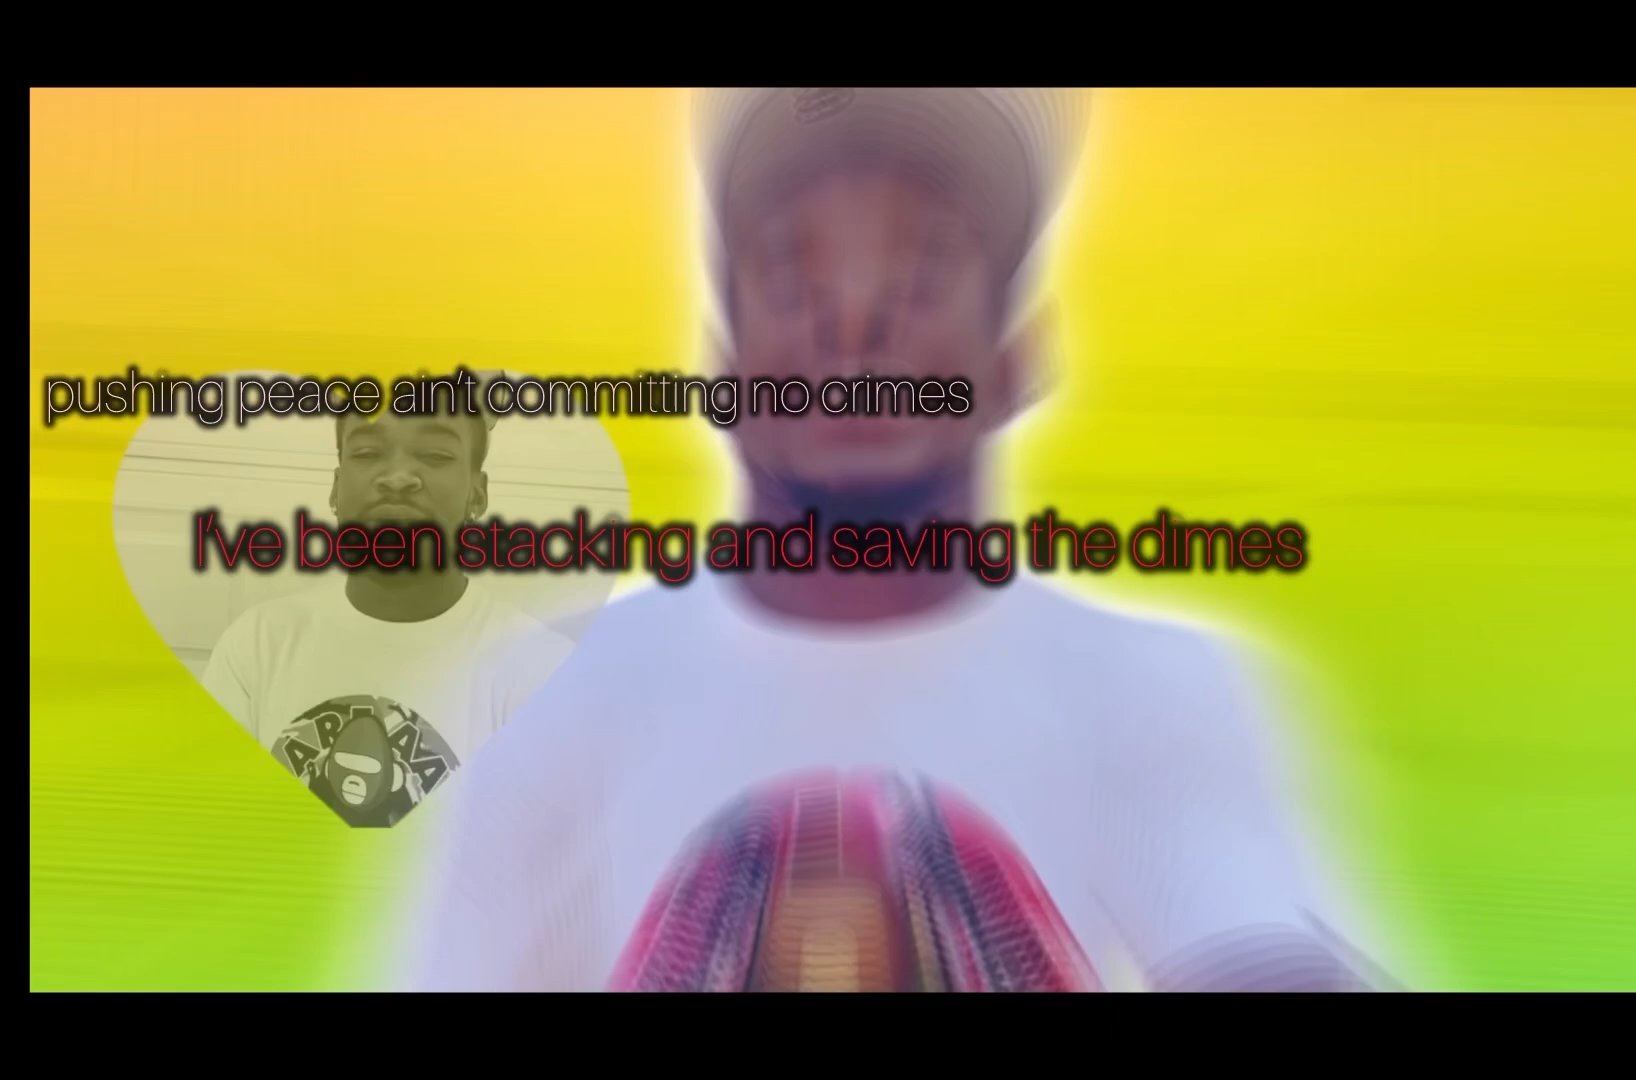 pushing peace ain't committing no crimes
I've been stacking and saving the dimes